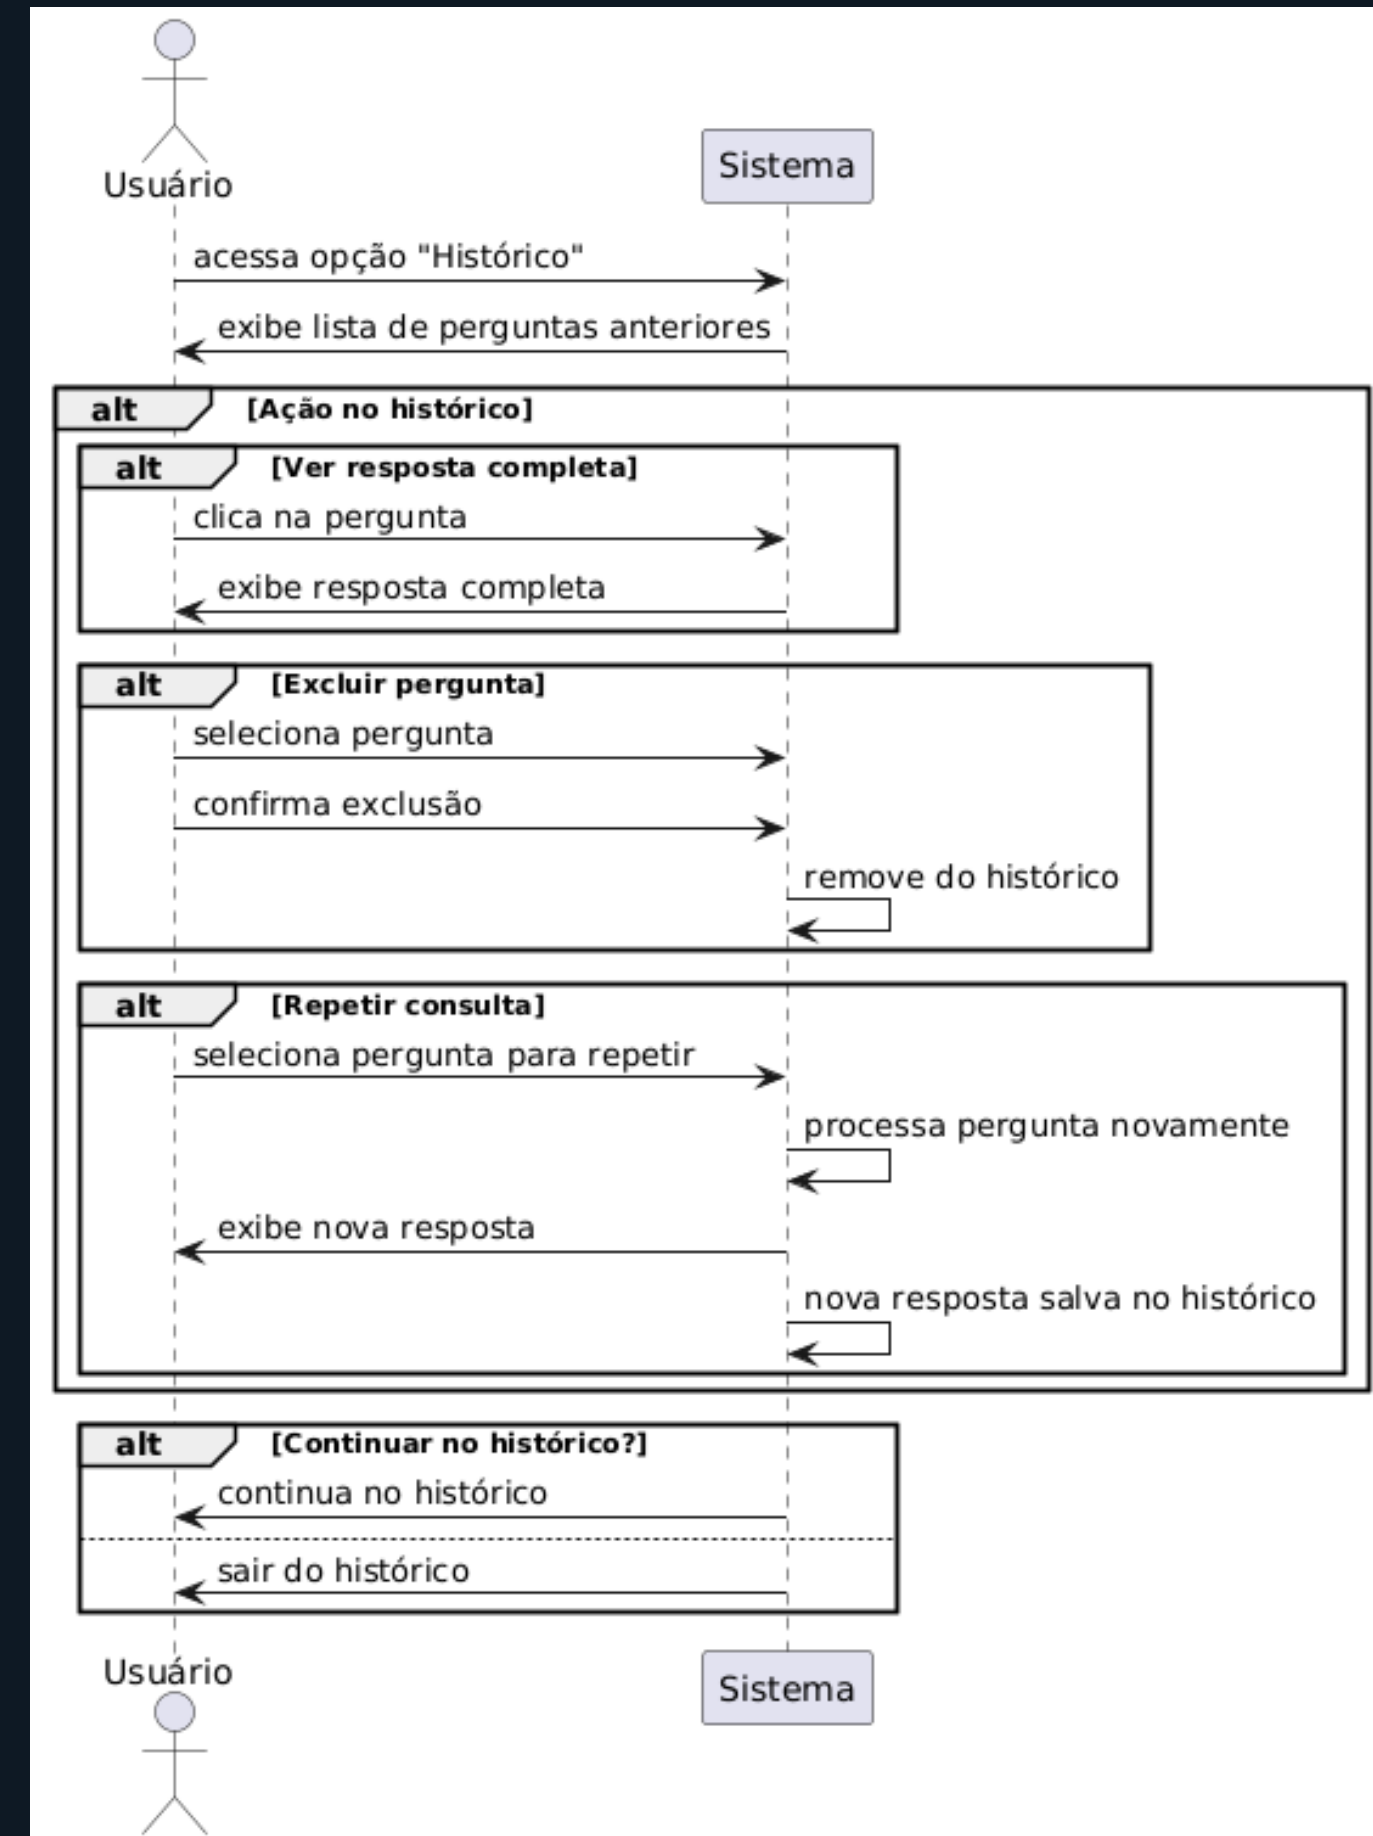 Usuário
Sistema
acessa opção "Histórico"
exibe lista de perguntas anteriores
alt [Ação no histórico]
alt [Ver resposta completa]
clica na pergunta
exibe resposta completa
alt [Excluir pergunta]
seleciona pergunta
confirma exclusão
remove do histórico
alt [Repetir consulta]
seleciona pergunta para repetir
processa pergunta novamente
exibe nova resposta
nova resposta salva no histórico
alt [Continuar no histórico?]
continua no histórico
sair do histórico
Usuário
Sistema